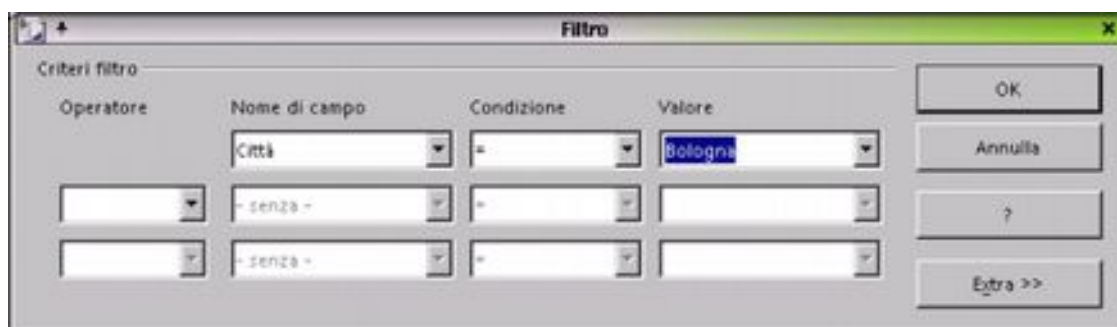 Filtro
Criteri filtro
Operatore Nome di campo Condizione Valore
Città = Bologna
- senza - =
- senza - =
OK
Annulla
?
Extra >>